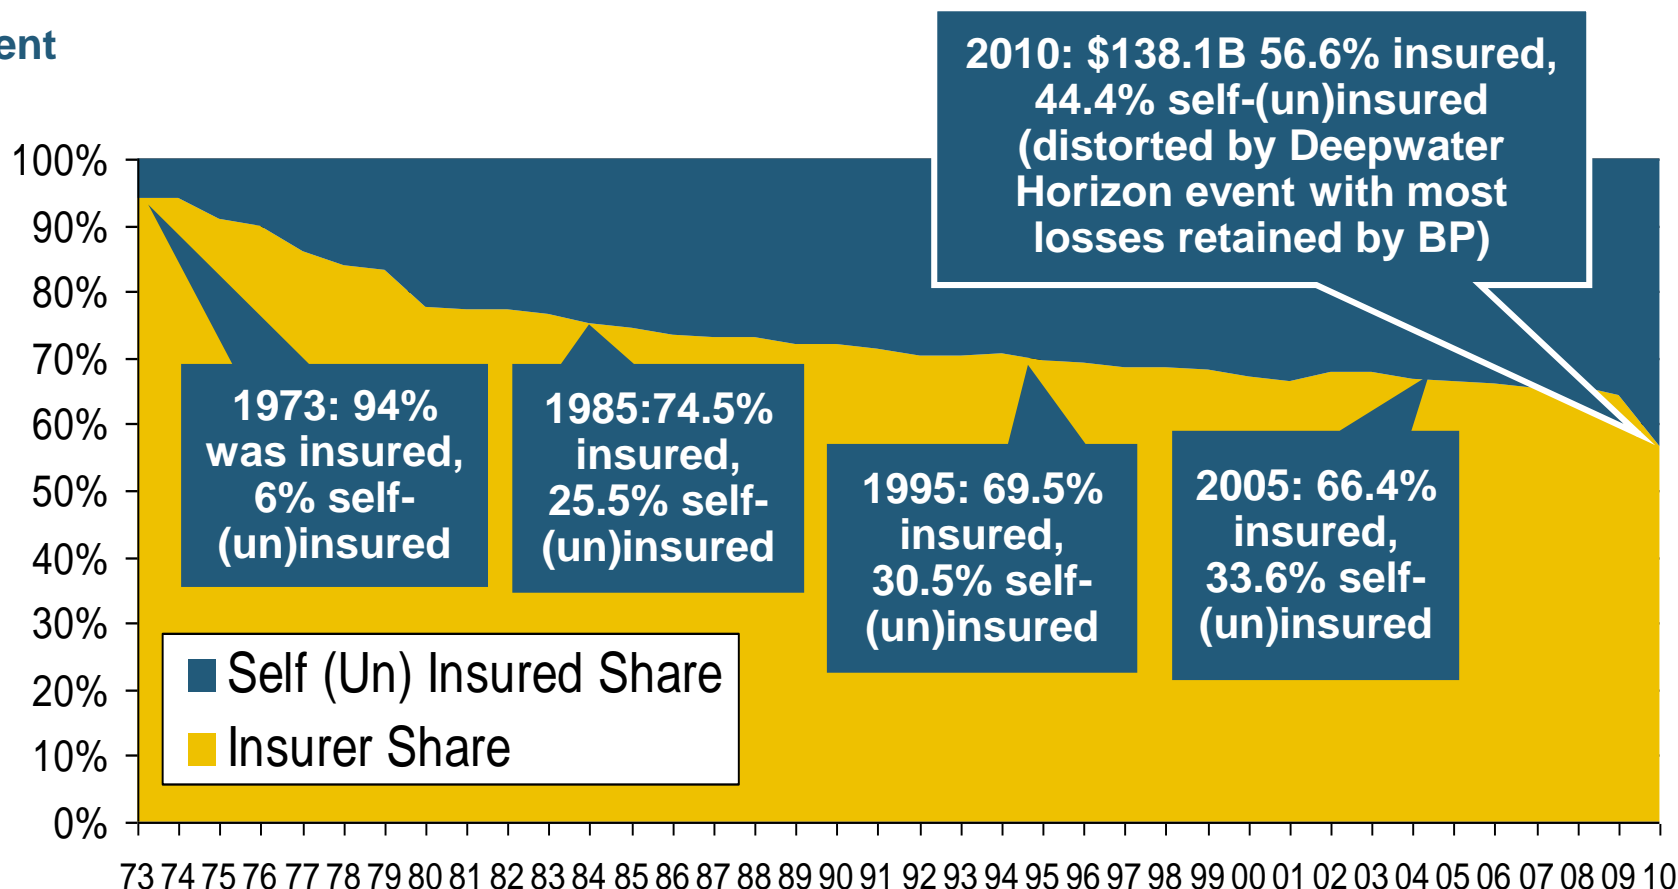 ent
2010: $138.1B 56.6% insured,
44.4% self-(un)insured
(distorted by Deepwater
Horizon event with most
losses retained by BP)
100%
90%
80%
70%
60%
50%
40%
30%
20%
10%
0%
1973: 94%
was insured,
6% self-
(un)insured
1985:74.5%
insured,
25.5% self-
(un)insured
1995: 69.5%
insured,
30.5% self-
(un)insured
2005: 66.4%
insured,
33.6% self-
(un)insured
Self (Un) Insured Share
Insurer Share
73 74 75 76 77 78 79 80 81 82 83 84 85 86 87 88 89 90 91 92 93 94 95 96 97 98 99 00 01 02 03 04 05 06 07 08 09 10